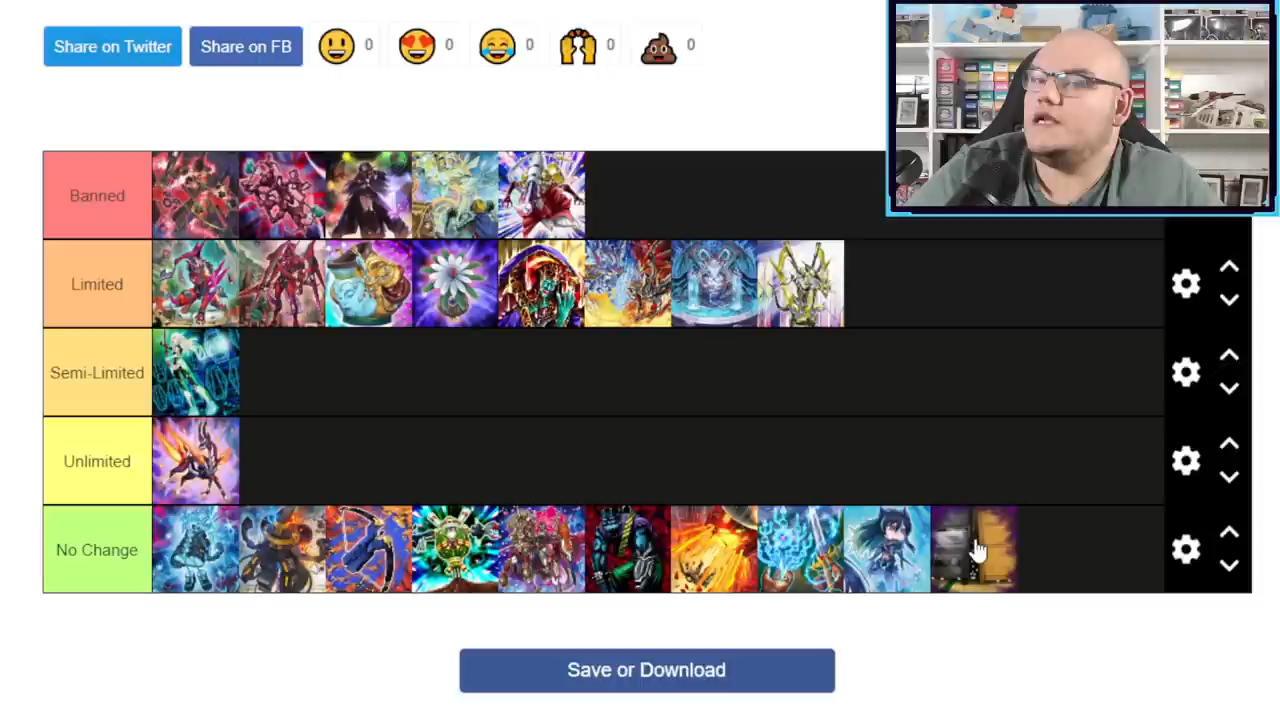 Share on Twitter
Share on FB
0
0
0
0
0
Banned
Limited
Semi-Limited
Unlimited
No Change
Save or Download